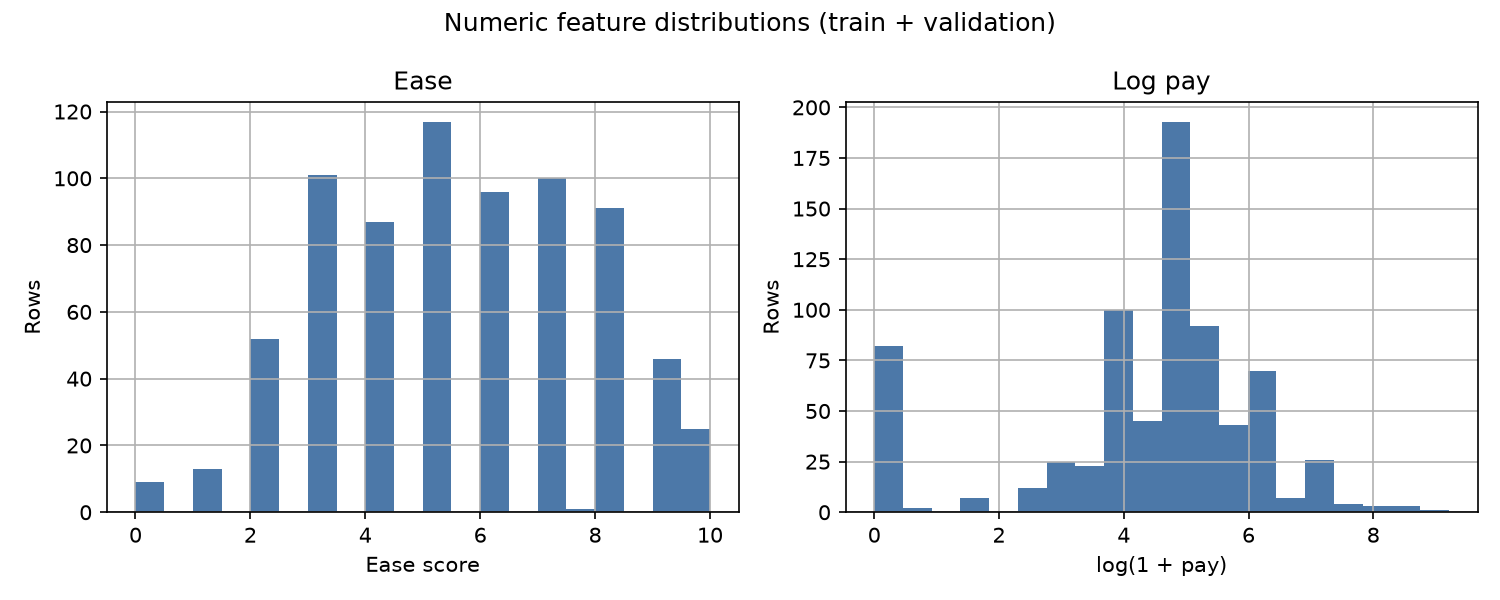 Numeric feature distributions (train + validation)
Ease
120
100
80
60
40
20
0
Rows
0 2 4 6 8 10
Ease score
Log pay
200
175
150
125
100
75
50
25
0
Rows
0 2 4 6 8
log(1 + pay)